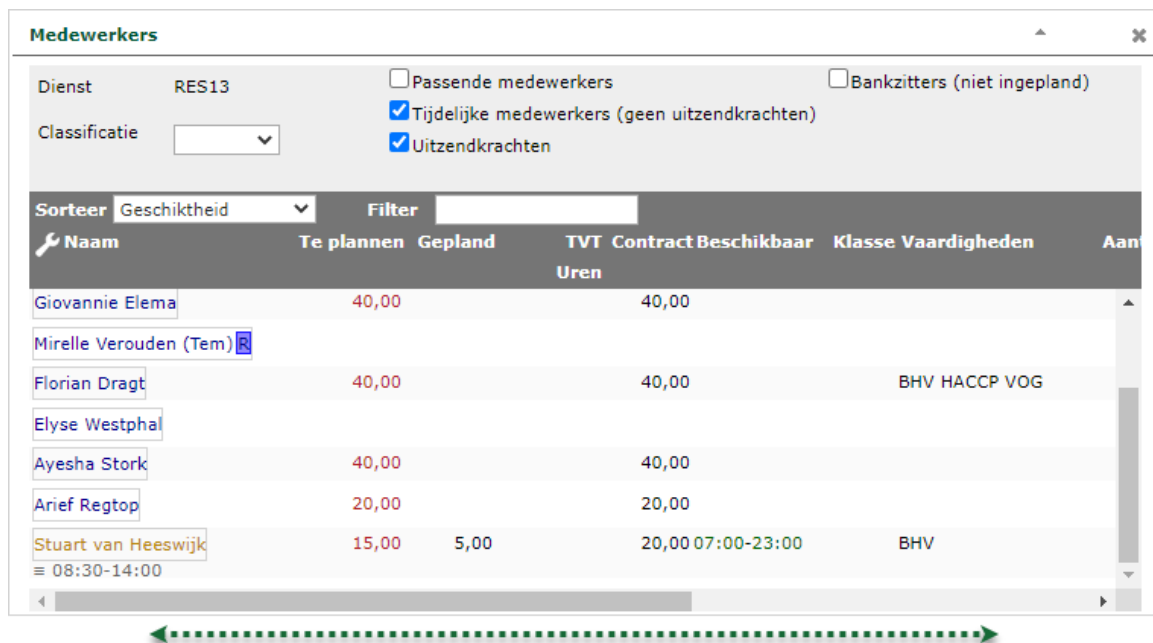 Medewerkers
Dienst RES13 Passende medewerkers Bankzitters (niet ingepland)
Tijdelijke medewerkers (geen uitzendkrachten)
Classificatie
Uitzendkrachten
Sorteer Geschiktheid Filter
Naam Te plannen Gepland TVT Contract Beschikbaar Klasse Vaardigheden Aant
Uren
Giovannie Elema 40,00 40,00
Mirelle Verouden (Tem) R
Florian Dragt 40,00 40,00 BHV HACCP VOG
Elyse Westphal
Ayesha Stork 40,00 40,00
Arief Regtop 20,00 20,00
Stuart van Heeswijk 15,00 5,00 20,00 07:00-23:00 BHV
≡ 08:30-14:00